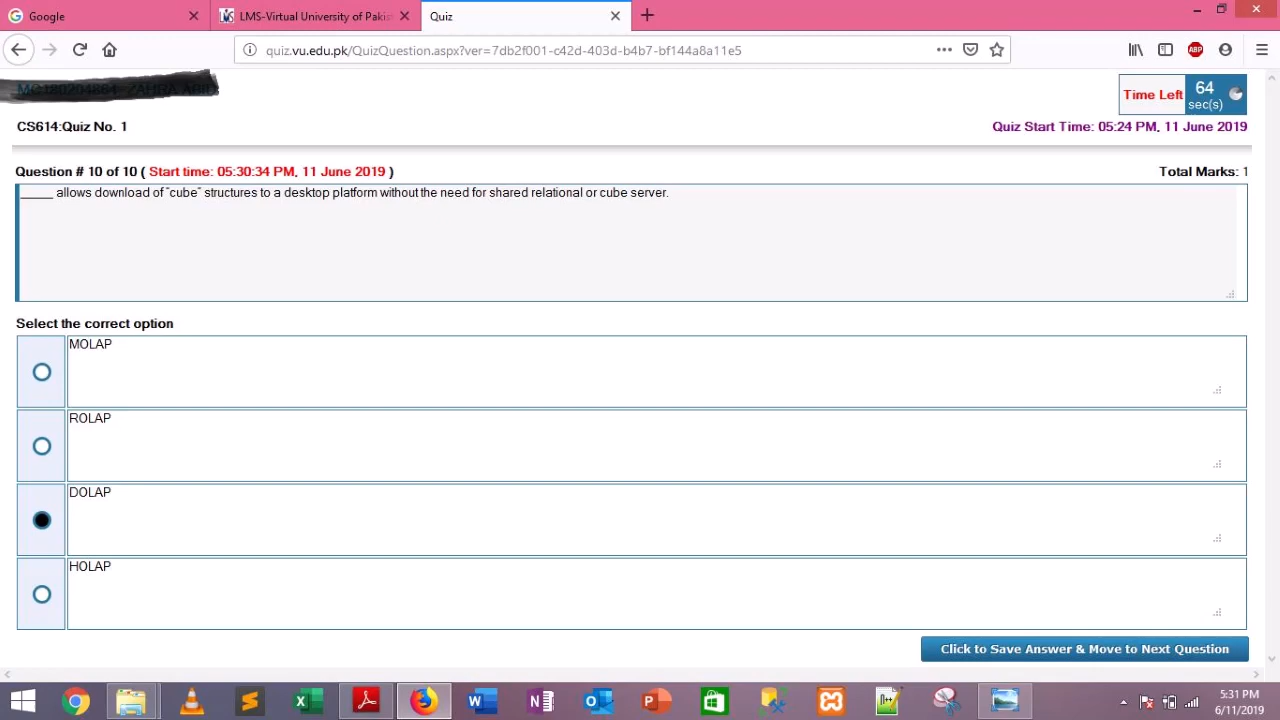 Google
LMS-Virtual University of Pakis
Quiz
quiz.vu.edu.pk/QuizQuestion.aspx?ver=7db2f001-c42d-403d-b4b7-bf144a8a11e5
ABP
Time Left 64 sec(s)
CS614:Quiz No. 1
Quiz Start Time: 05:24 PM, 11 June 2019
Question # 10 of 10 ( Start time: 05:30:34 PM, 11 June 2019 )
Total Marks: 1
_____ allows download of “cube” structures to a desktop platform without the need for shared relational or cube server.
Select the correct option
MOLAP
ROLAP
DOLAP
HOLAP
Click to Save Answer & Move to Next Question
5:31 PM
6/11/2019